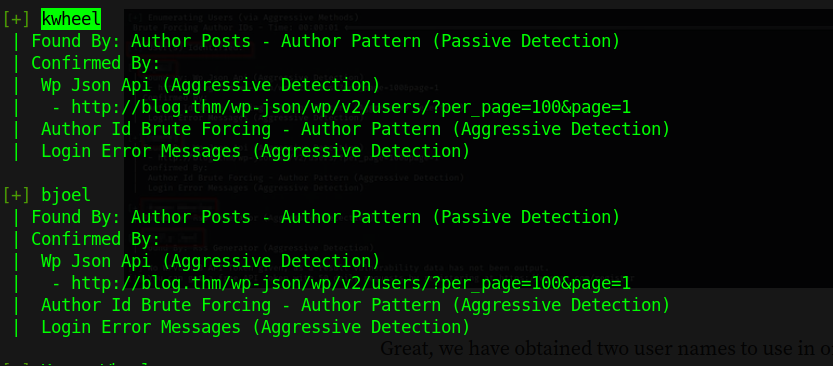 [+] kwheel
| Found By: Author Posts - Author Pattern (Passive Detection)
| Confirmed By:
|  Wp Json Api (Aggressive Detection)
|   - http://blog.thm/wp-json/wp/v2/users/?per_page=100&page=1
|  Author Id Brute Forcing - Author Pattern (Aggressive Detection)
|  Login Error Messages (Aggressive Detection)
[+] bjoel
| Found By: Author Posts - Author Pattern (Passive Detection)
| Confirmed By:
|  Wp Json Api (Aggressive Detection)
|   - http://blog.thm/wp-json/wp/v2/users/?per_page=100&page=1
|  Author Id Brute Forcing - Author Pattern (Aggressive Detection)
|  Login Error Messages (Aggressive Detection)
Great, we have obtained two user names to use in